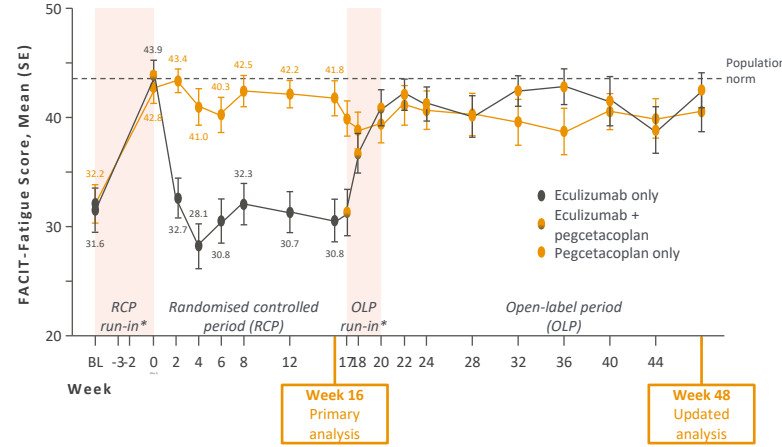 50
40
30
20
FACIT-Fatigue Score, Mean (SE)
43.9
43.4
42.5
42.2
41.8
42.8
41.0
40.3
32.2
31.6
32.7
28.1
30.8
32.3
30.7
30.8
Population
norm
Eculizumab only
Eculizumab +
pegcetacoplan
Pegcetacoplan only
RCP
run-in*
Randomised controlled
period (RCP)
OLP
run-in*
Open-label period
(OLP)
BL -3 -2 0 2 4 6 8 12 17 18 20 22 24 28 32 36 40 44
Week
Week 16
Primary
analysis
Week 48
Updated
analysis